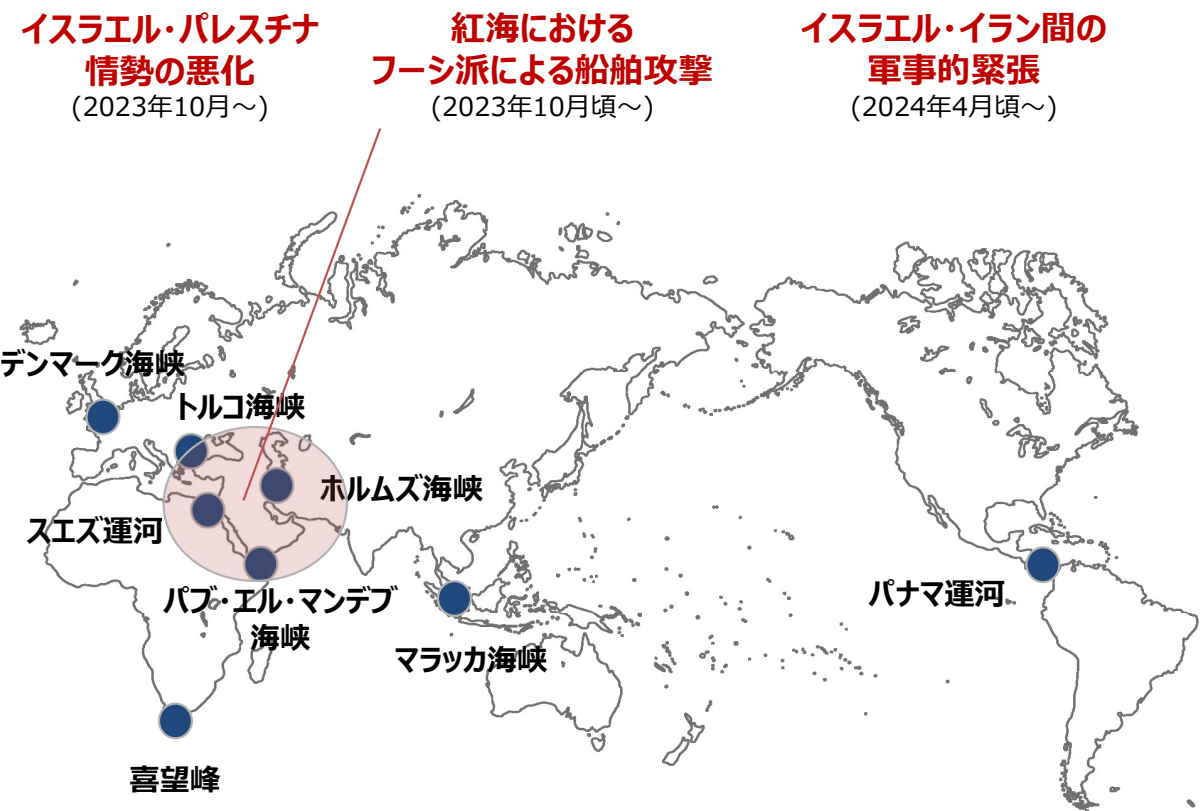 イスラエル・パレスチナ
情勢の悪化
(2023年10月～)
紅海における
フーシ派による船舶攻撃
(2023年10月頃～)
イスラエル・イラン間の
軍事的緊張
(2024年4月頃～)
デンマーク海峡
トルコ海峡
ホルムズ海峡
スエズ運河
パブ・エル・マンデブ
海峡
マラッカ海峡
パナマ運河
喜望峰